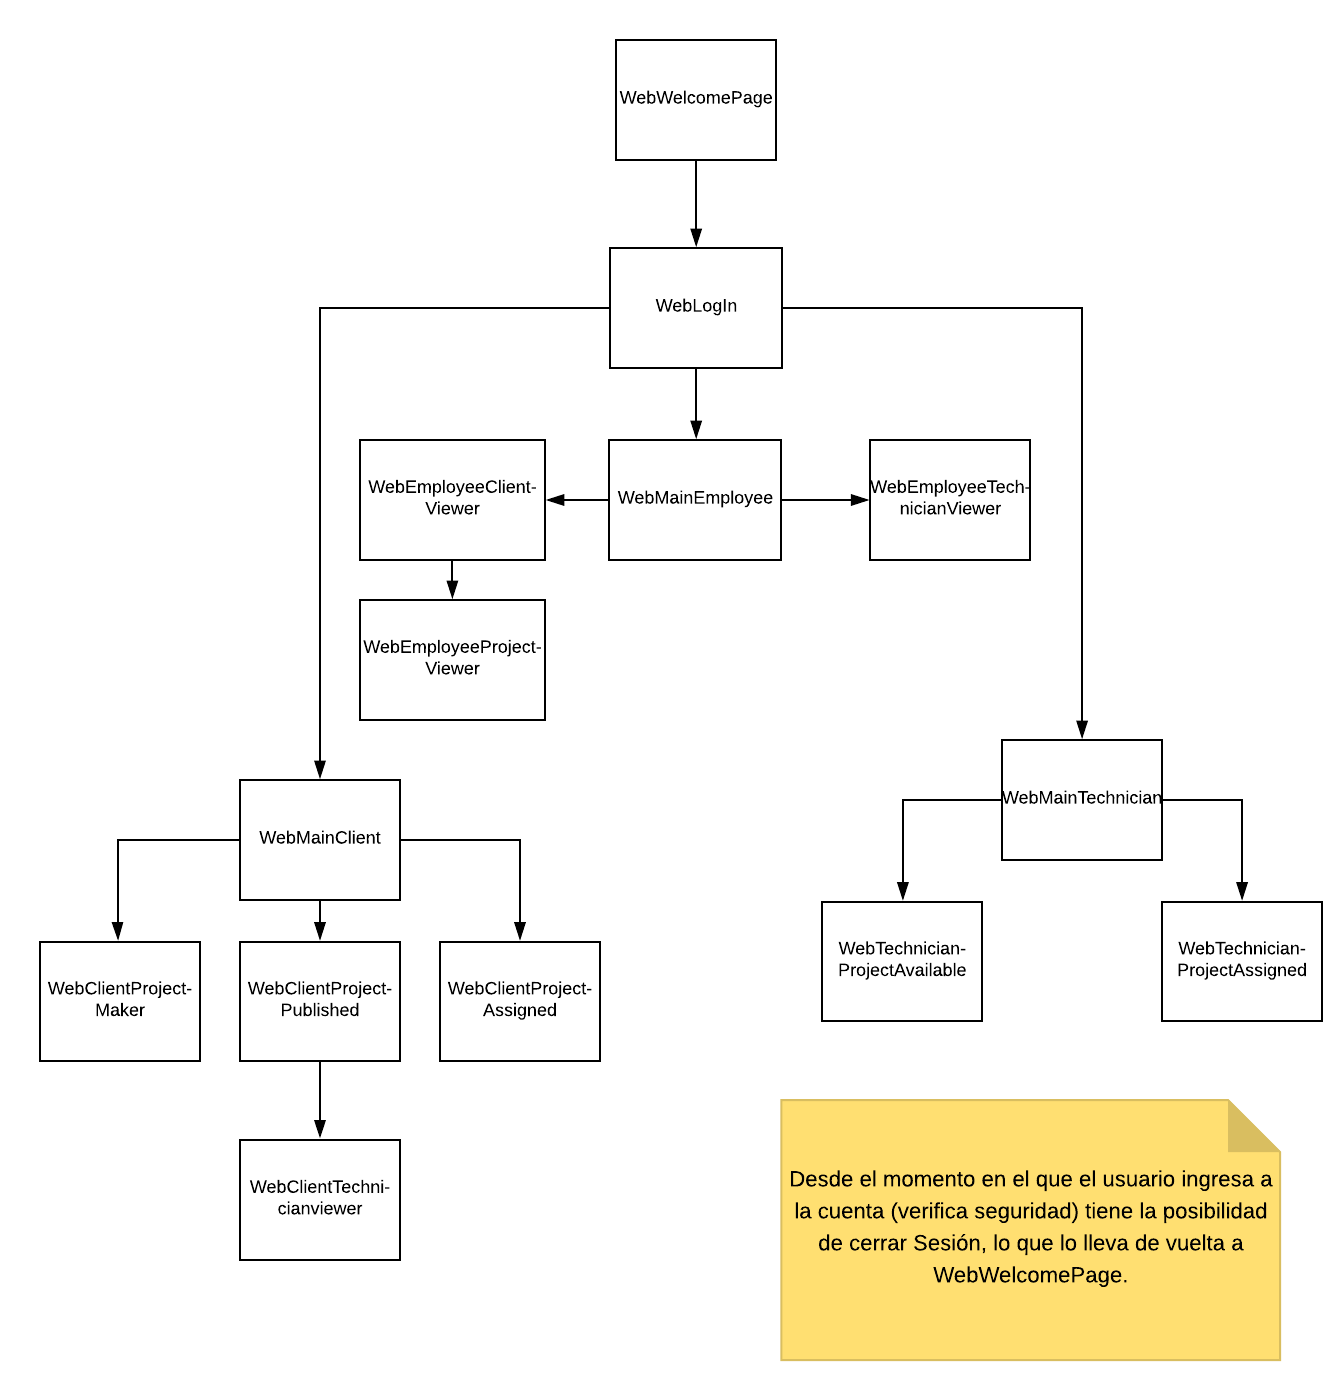 WebWelcomePage
WebLogIn
WebEmployeeClient-
Viewer
WebMainEmployee
WebEmployeeTech-
nicianViewer
WebEmployeeProject-
Viewer
WebMainTechnician
WebMainClient
WebTechnician-
ProjectAvailable
WebTechnician-
ProjectAssigned
WebClientProject-
Maker
WebClientProject-
Published
WebClientProject-
Assigned
WebClientTechni-
cianviewer
Desde el momento en el que el usuario ingresa a
la cuenta (verifica seguridad) tiene la posibilidad
de cerrar Sesión, lo que lo lleva de vuelta a
WebWelcomePage.